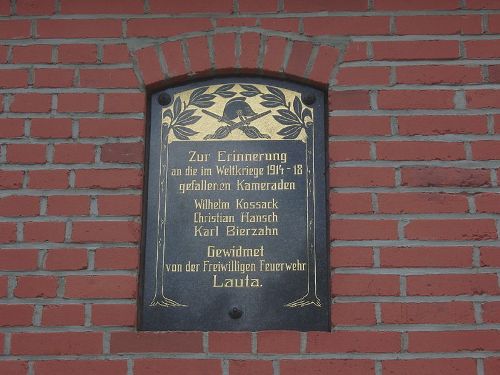 Zur Erinnerung
an die im Weltkriege 1914-18
gefallenen Kameraden
Wilhelm Kossack
Christian Hansch
Karl Bierzahn
Gewidmet
von der Freiwilligen Feuerwehr
Lauta.